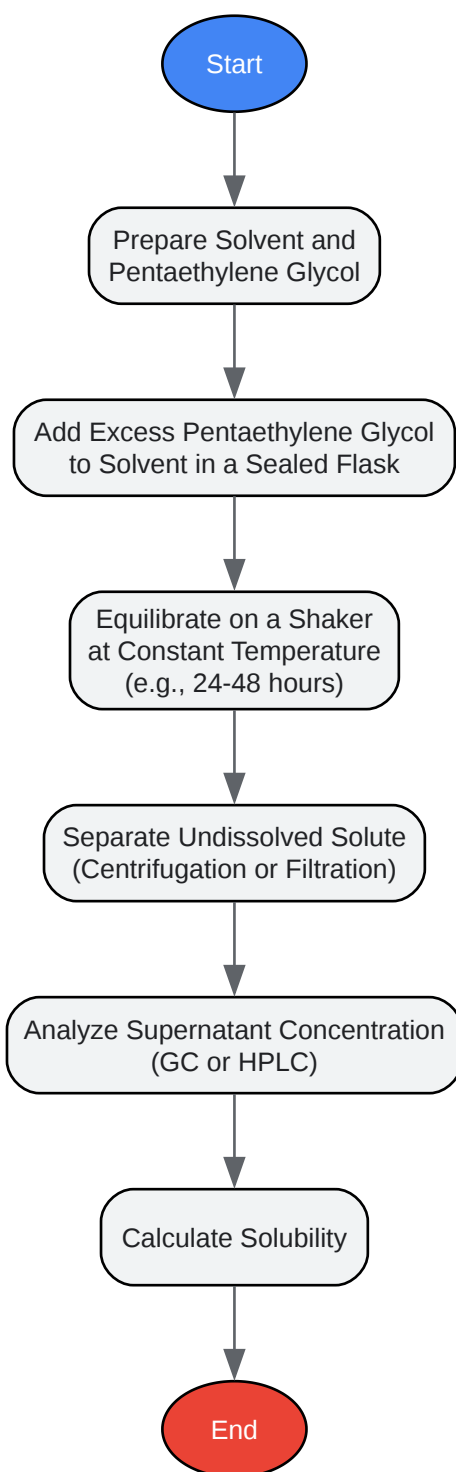 Start
Prepare Solvent and
Pentaethylene Glycol
Add Excess Pentaethylene Glycol
to Solvent in a Sealed Flask
Equilibrate on a Shaker
at Constant Temperature
(e.g., 24-48 hours)
Separate Undissolved Solute
(Centrifugation or Filtration)
Analyze Supernatant Concentration
(GC or HPLC)
Calculate Solubility
End